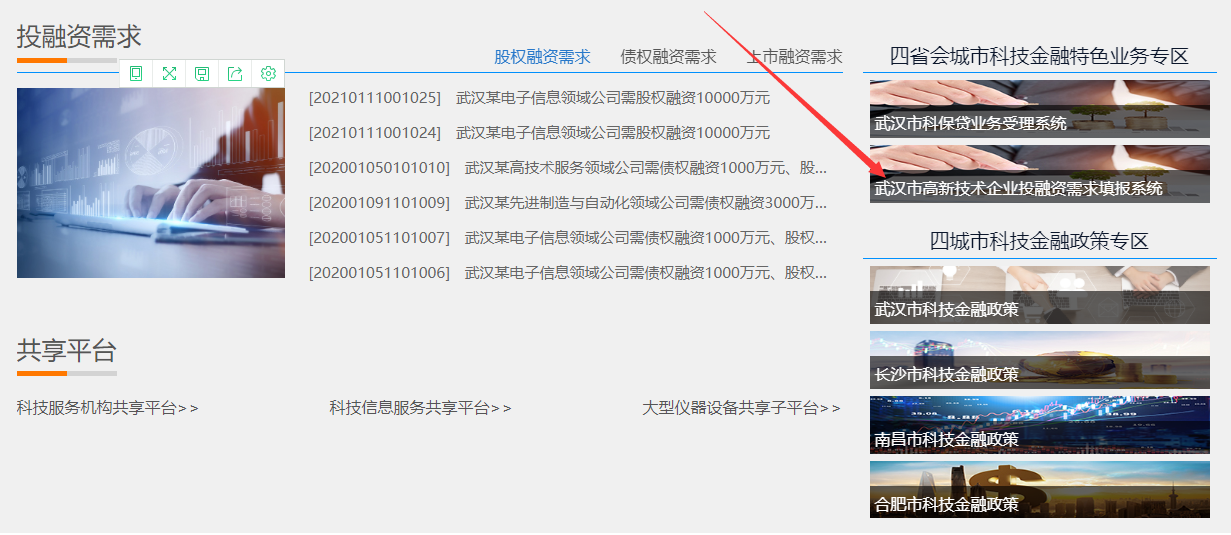 投融资需求
股权融资需求 债权融资需求 上市融资需求
[20210111001025] 武汉某电子信息领域公司需股权融资10000万元
[20210111001024] 武汉某电子信息领域公司需股权融资10000万元
[202001050101010] 武汉某高技术服务领域公司需债权融资1000万元、股...
[202001091101009] 武汉某先进制造与自动化领域公司需债权融资3000万...
[202001051101007] 武汉某电子信息领域公司需债权融资1000万元、股权...
[202001051101006] 武汉某电子信息领域公司需债权融资1000万元、股权...
共享平台
科技服务机构共享平台>> 科技信息服务共享平台>> 大型仪器设备共享子平台>>
四省会城市科技金融特色业务专区
武汉市科保贷业务受理系统
武汉市高新技术企业投融资需求填报系统
四城市科技金融政策专区
武汉市科技金融政策
长沙市科技金融政策
南昌市科技金融政策
合肥市科技金融政策